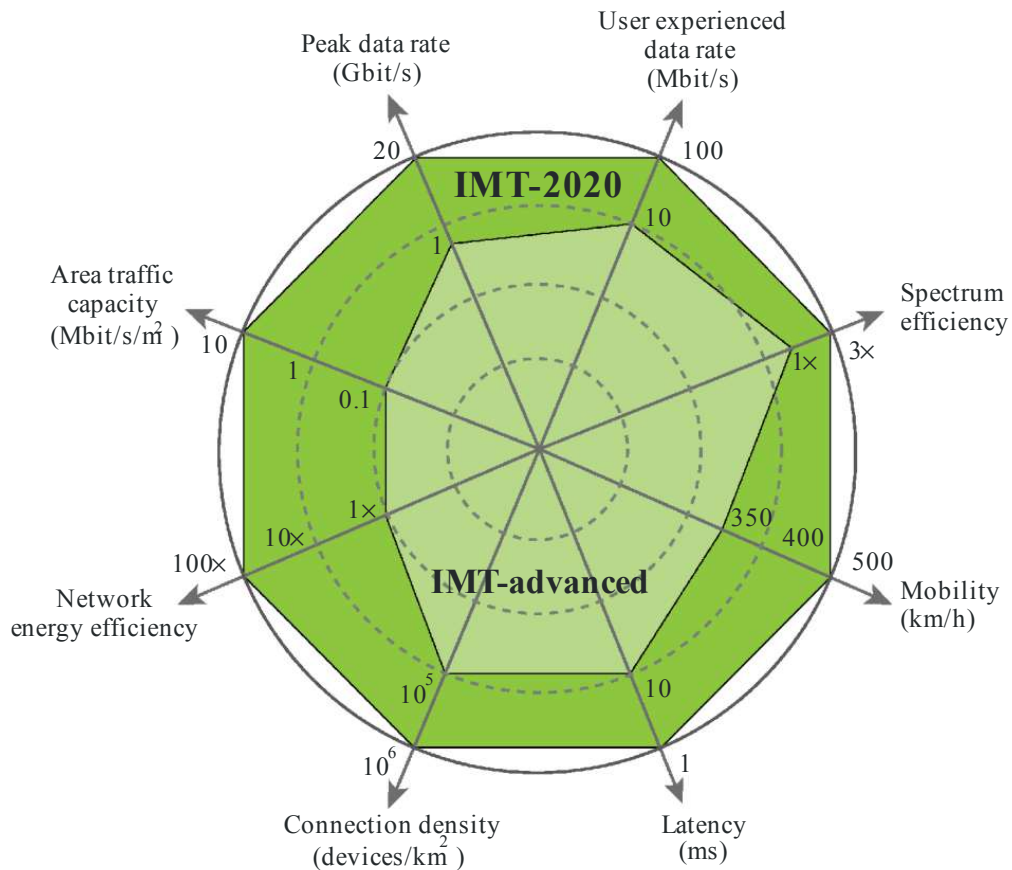 User experienced
data rate
(Mbit/s)
Peak data rate
(Gbit/s)
20
100
IMT-2020
10
1
Area traffic
capacity
(Mbit/s/m²)
Spectrum
efficiency
10
1
0.1
1×
3×
1×
10×
100×
350
400
500
Network
energy efficiency
IMT-advanced
Mobility
(km/h)
10⁵
10
10⁶
1
Connection density
(devices/km²)
Latency
(ms)